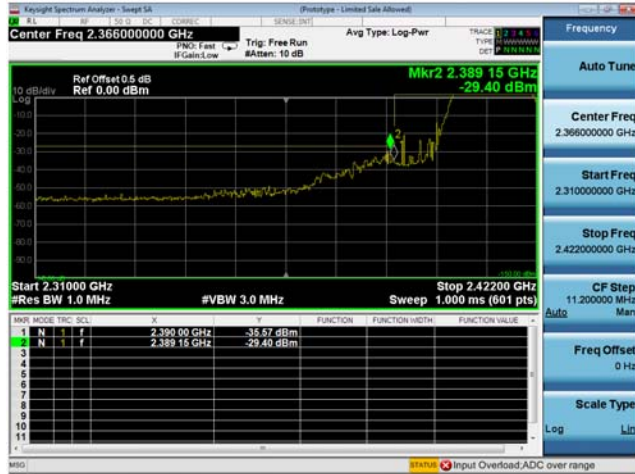 Keysight Spectrum Analyzer - Swept SA
(Prototype - Limited Sale Allowed)
RL RF 50 Ω DC CORREC SENSE:INT
Center Freq 2.366000000 GHz
PNO: Fast
IFGain:Low
Trig: Free Run
#Atten: 10 dB
Avg Type: Log-Pwr
TRACE 1 2 3 4 5 6
TYPE
DET P N N N N N
Ref Offset 0.5 dB
Ref 0.00 dBm
10 dB/div
Log
Mkr2 2.389 15 GHz
-29.40 dBm
-10.0
-20.0
-30.0
-40.0
-50.0
-60.0
-70.0
-80.0
-90.0
2
1
Start 2.31000 GHz
Stop 2.42200 GHz
#Res BW 1.0 MHz
#VBW 3.0 MHz
Sweep 1.000 ms (601 pts)
MKR MODE TRC SCL X Y FUNCTION FUNCTION WIDTH FUNCTION VALUE
1 N 1 f 2.390 00 GHz -35.57 dBm
2 N 1 f 2.389 15 GHz -29.40 dBm
3
4
5
6
7
8
9
10
11
MSG
STATUS Input Overload;ADC over range
Frequency
Auto Tune
Center Freq
2.366000000 GHz
Start Freq
2.310000000 GHz
Stop Freq
2.422000000 GHz
CF Step
11.200000 MHz
Auto Man
Freq Offset
0 Hz
Scale Type
Log Lin